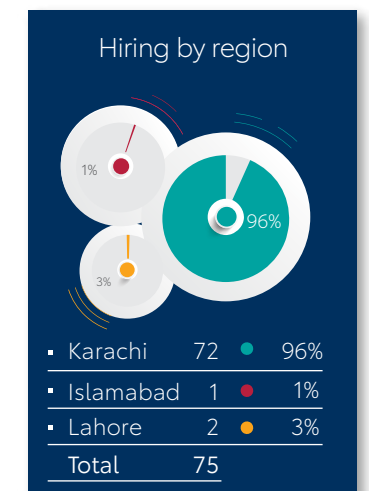 Hiring by region
1%
96%
3%
Karachi 72 96%
Islamabad 1 1%
Lahore 2 3%
Total 75